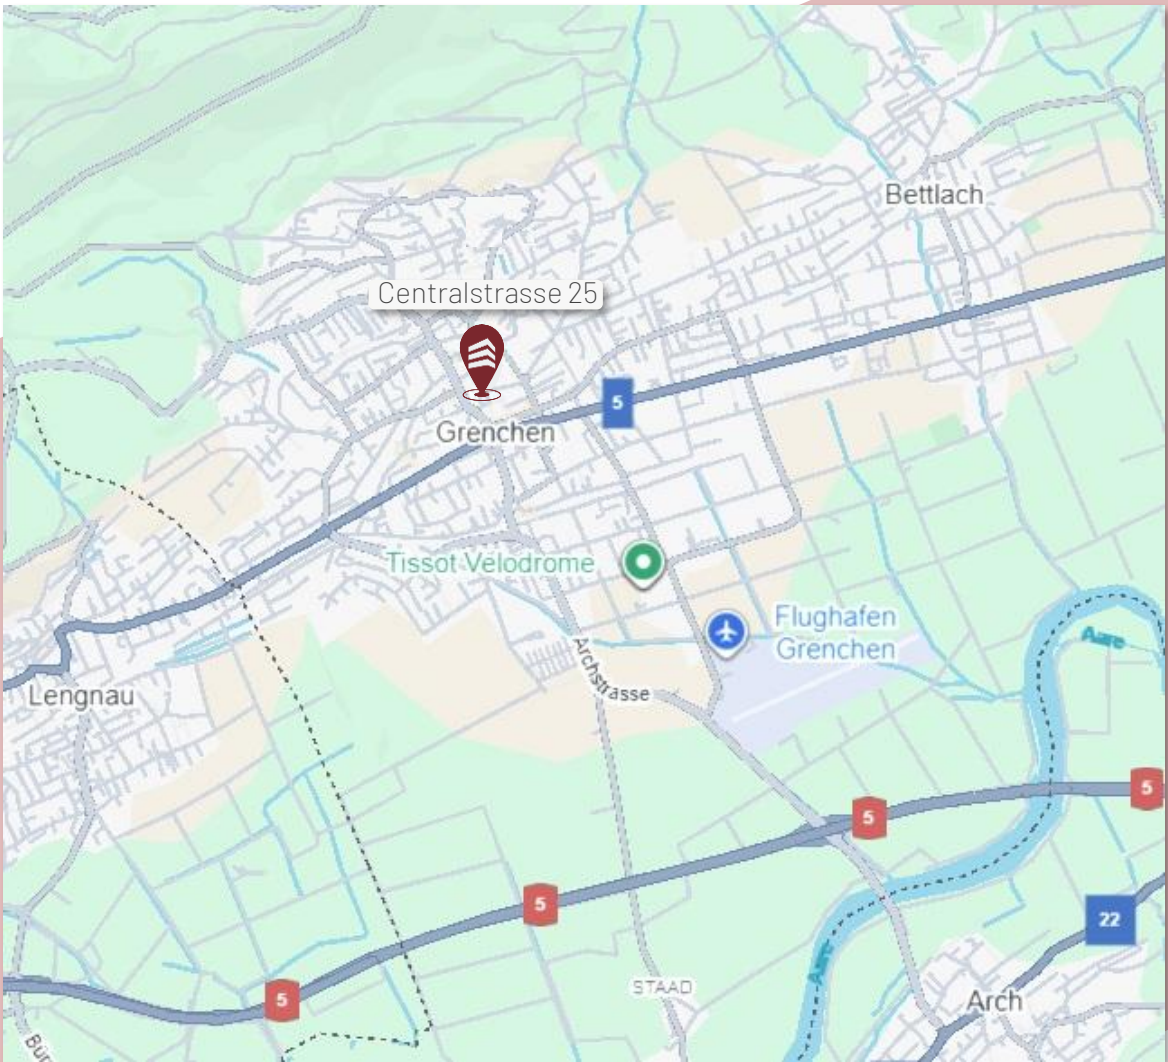 Bettlach
Centralstrasse 25
5
Grenchen
Tissot Velodrome
Flughafen
Grenchen
Aare
Archstrasse
Lengnau
5
5
5
22
Aare
STAAD
5
Arch